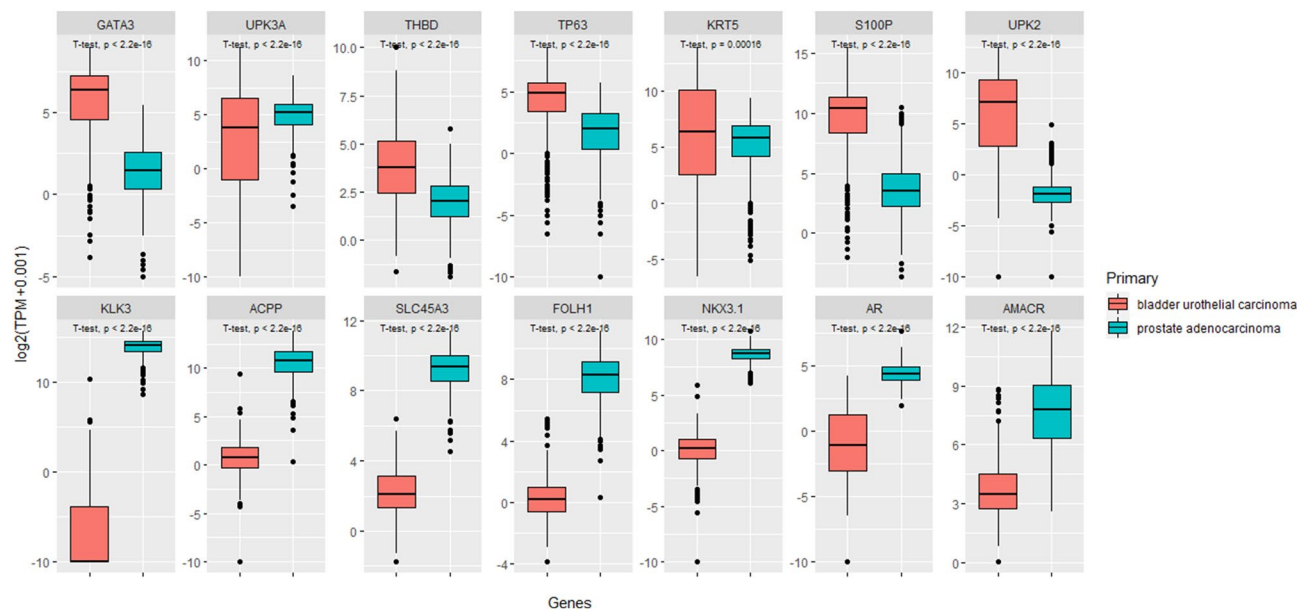 GATA3 UPK3A THBD TP63 KRT5 S100P UPK2
T-test, p < 2.2e-16 T-test, p < 2.2e-16 T-test, p < 2.2e-16 T-test, p < 2.2e-16 T-test, p = 0.00016 T-test, p < 2.2e-16 T-test, p < 2.2e-16
5 0 -5
10 5 0 -5 -10
10.0 7.5 5.0 2.5 0.0
5 0 -5 -10
10 5 0 -5
15 10 5 0
10 5 0 -5 -10
log2(TPM+0.001)
KLK3 ACPP SLC45A3 FOLH1 NKX3.1 AR AMACR
T-test, p < 2.2e-16 T-test, p < 2.2e-16 T-test, p < 2.2e-16 T-test, p < 2.2e-16 T-test, p < 2.2e-16 T-test, p < 2.2e-16 T-test, p < 2.2e-16
10 0 -10
15 10 5 0 -5 -10
12 9 6 3 0
12 8 4 0 -4
10 5 0 -5 -10
5 0 -5 -10
12 9 6 3 0
Genes
Primary
bladder urothelial carcinoma
prostate adenocarcinoma